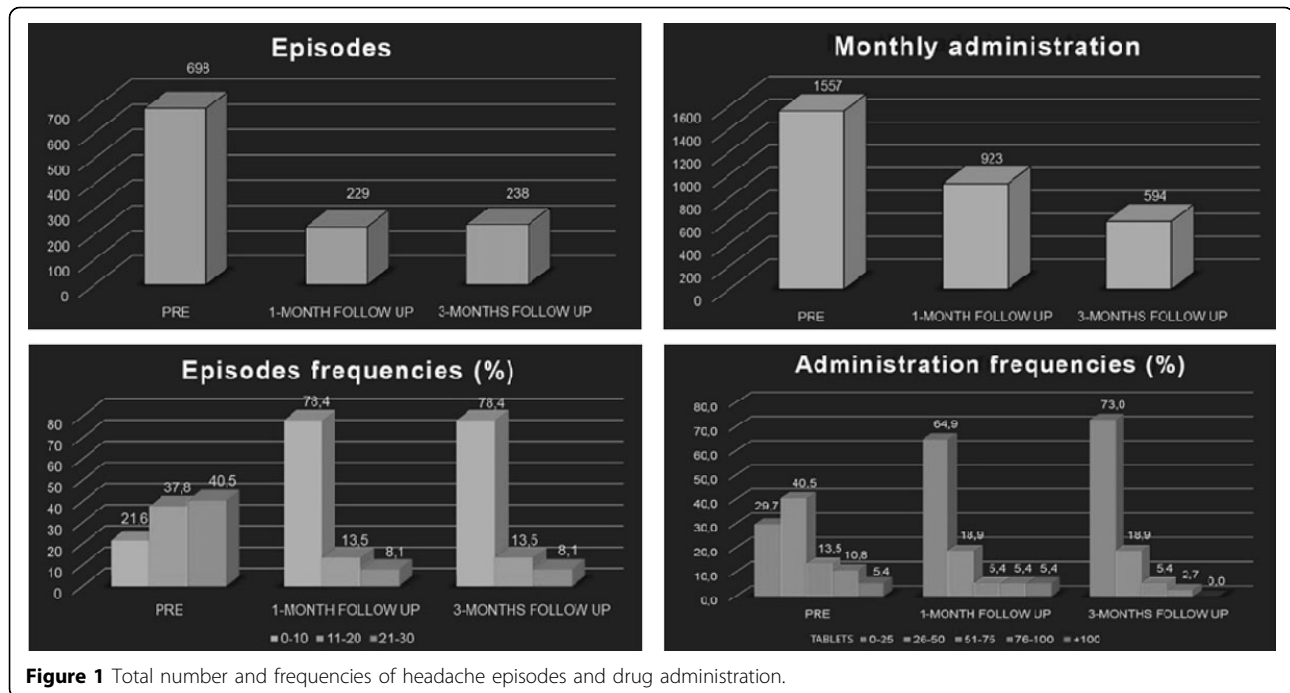 Episodes
698
229
238
700
600
500
400
300
200
100
0
PRE 1-MONTH FOLLOW UP 3-MONTHS FOLLOW UP
Monthly administration
1557
923
594
1600
1400
1200
1000
800
600
400
200
0
PRE 1-MONTH FOLLOW UP 3-MONTHS FOLLOW UP
Episodes frequencies (%)
78,4 78,4
80
70
60
50
40
30
20
10
0
21,6 37,8 40,5
13,5 8,1
13,5 8,1
PRE 1-MONTH FOLLOW UP 3-MONTHS FOLLOW UP
0-10 11-20 21-30
Administration frequencies (%)
80,0
70,0
60,0
50,0
40,0
30,0
20,0
10,0
0,0
29,7 40,5 13,5 10,8 5,4
64,9 18,9 5,4 5,4 5,4
73,0 18,9 5,4 2,7 0,0
PRE 1-MONTH FOLLOW UP 3-MONTHS FOLLOW UP
TABLETS 0-25 26-50 51-75 76-100 +100
Figure 1 Total number and frequencies of headache episodes and drug administration.